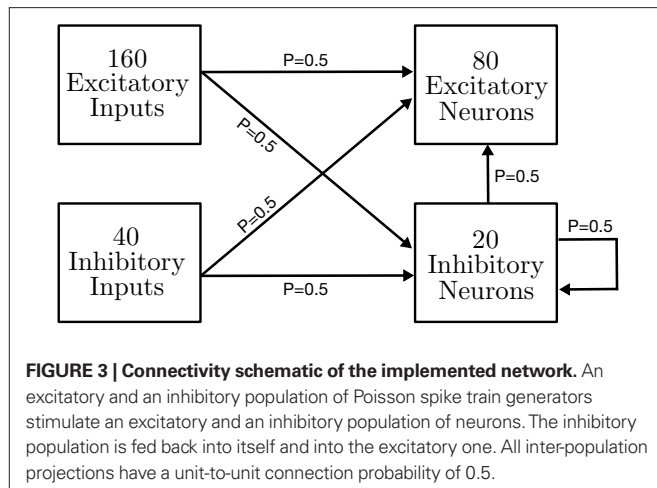 160
Excitatory
Inputs
P=0.5
80
Excitatory
Neurons
P=0.5
P=0.5
P=0.5
P=0.5
40
Inhibitory
Inputs
P=0.5
20
Inhibitory
Neurons
FIGURE 3 | Connectivity schematic of the implemented network. An
excitatory and an inhibitory population of Poisson spike train generators
stimulate an excitatory and an inhibitory population of neurons. The inhibitory
population is fed back into itself and into the excitatory one. All inter-population
projections have a unit-to-unit connection probability of 0.5.